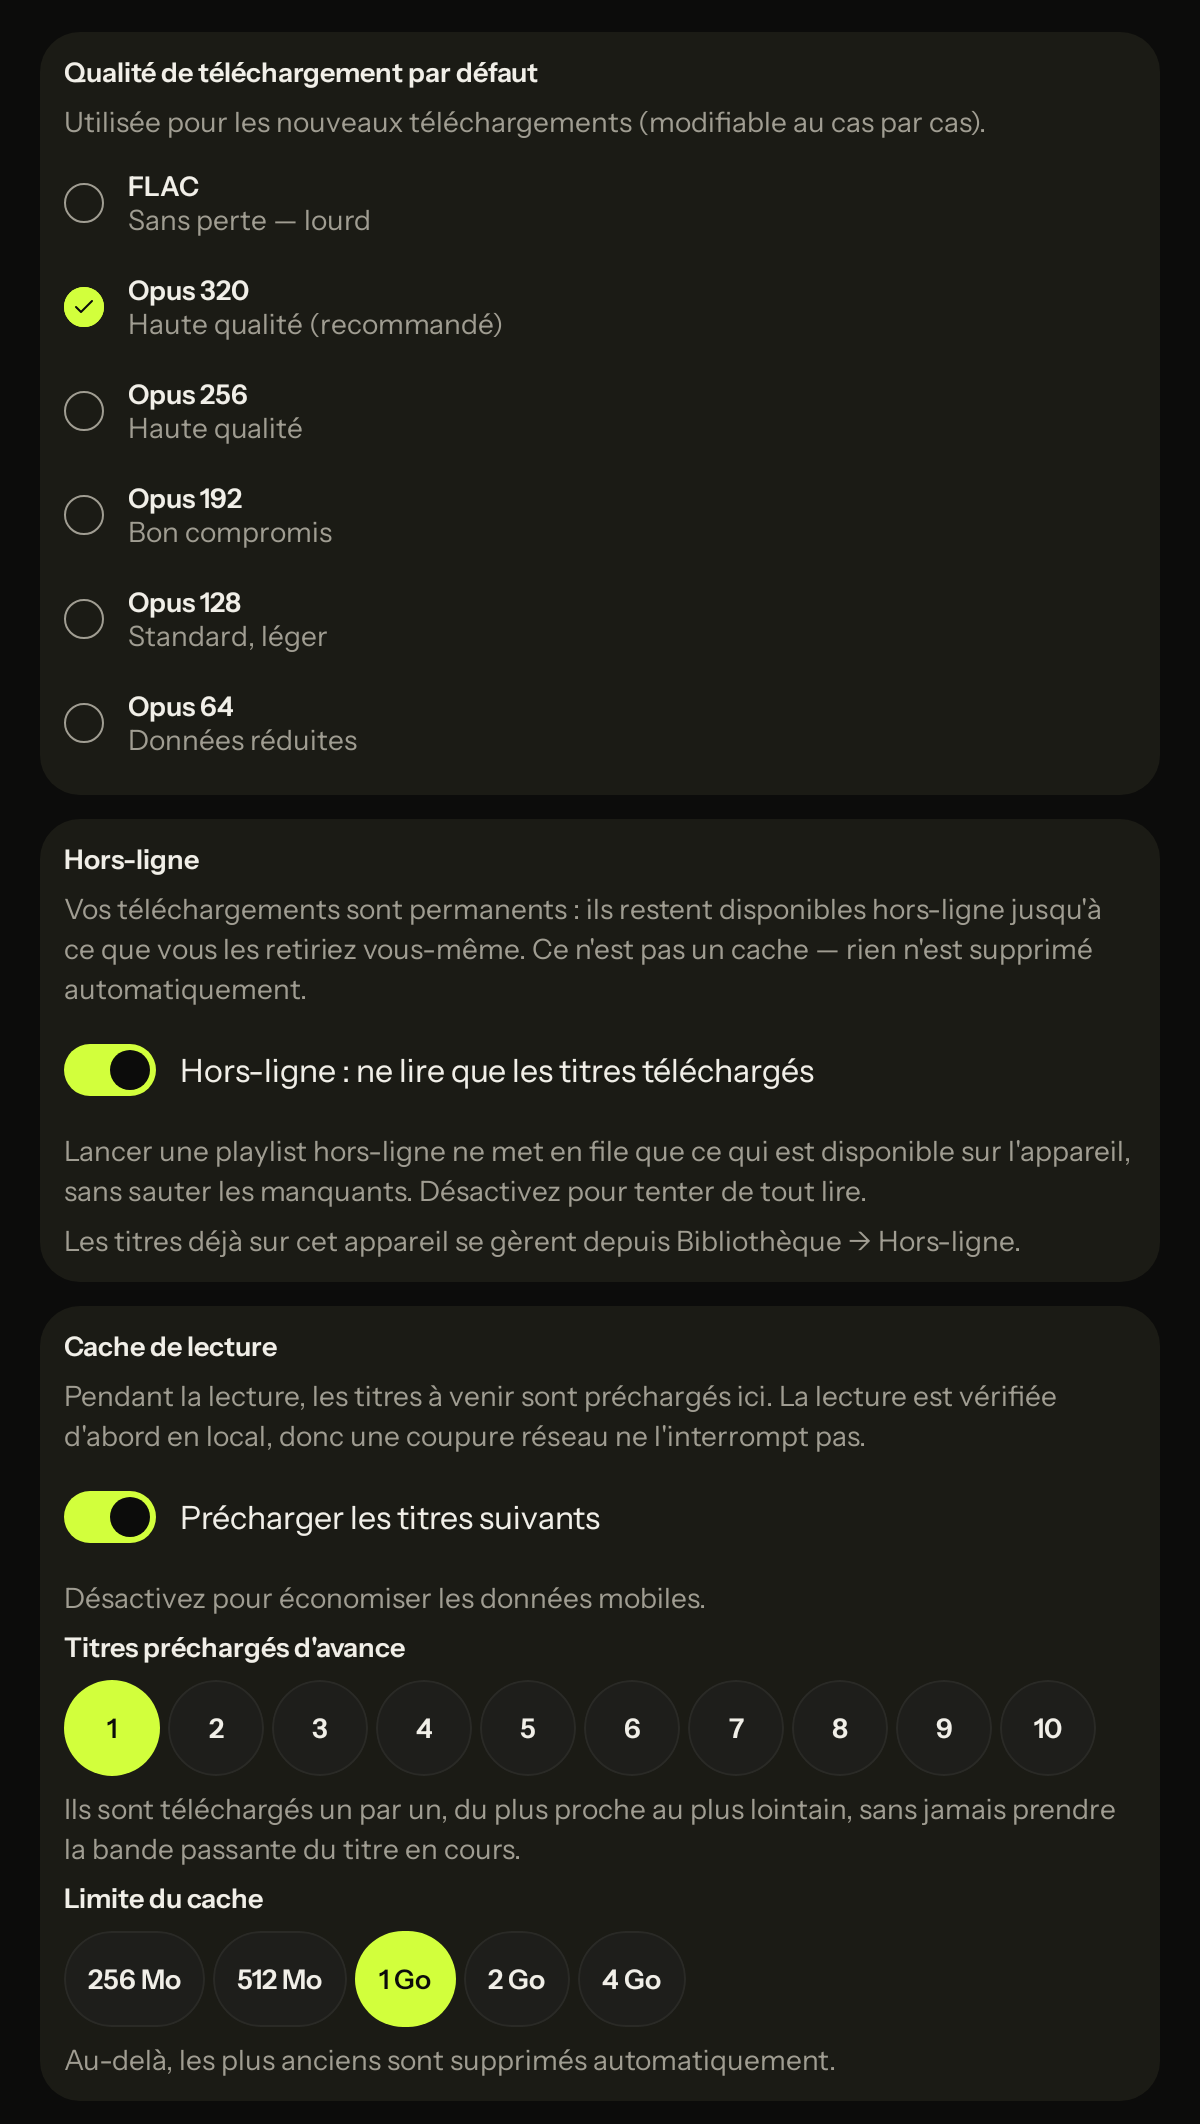 Qualité de téléchargement par défaut
Utilisée pour les nouveaux téléchargements (modifiable au cas par cas).
FLAC
Sans perte — lourd
Opus 320
Haute qualité (recommandé)
Opus 256
Haute qualité
Opus 192
Bon compromis
Opus 128
Standard, léger
Opus 64
Données réduites
Hors-ligne
Vos téléchargements sont permanents : ils restent disponibles hors-ligne jusqu'à
ce que vous les retiriez vous-même. Ce n'est pas un cache — rien n'est supprimé
automatiquement.
Hors-ligne : ne lire que les titres téléchargés
Lancer une playlist hors-ligne ne met en file que ce qui est disponible sur l'appareil,
sans sauter les manquants. Désactivez pour tenter de tout lire.
Les titres déjà sur cet appareil se gèrent depuis Bibliothèque → Hors-ligne.
Cache de lecture
Pendant la lecture, les titres à venir sont préchargés ici. La lecture est vérifiée
d'abord en local, donc une coupure réseau ne l'interrompt pas.
Précharger les titres suivants
Désactivez pour économiser les données mobiles.
Titres préchargés d'avance
1 2 3 4 5 6 7 8 9 10
Ils sont téléchargés un par un, du plus proche au plus lointain, sans jamais prendre
la bande passante du titre en cours.
Limite du cache
256 Mo 512 Mo 1 Go 2 Go 4 Go
Au-delà, les plus anciens sont supprimés automatiquement.